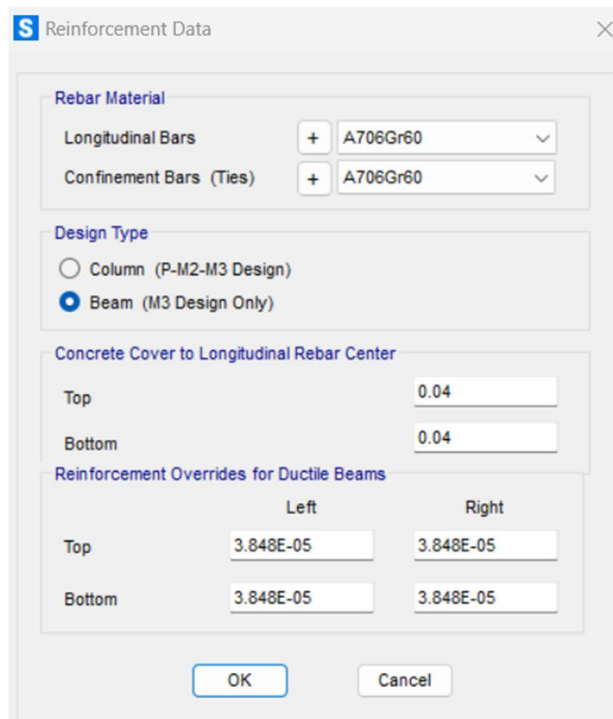 S Reinforcement Data
Rebar Material
Longitudinal Bars + A706Gr60
Confinement Bars (Ties) + A706Gr60
Design Type
Column (P-M2-M3 Design)
Beam (M3 Design Only)
Concrete Cover to Longitudinal Rebar Center
Top 0.04
Bottom 0.04
Reinforcement Overrides for Ductile Beams
Left Right
Top 3.848E-05 3.848E-05
Bottom 3.848E-05 3.848E-05
OK Cancel